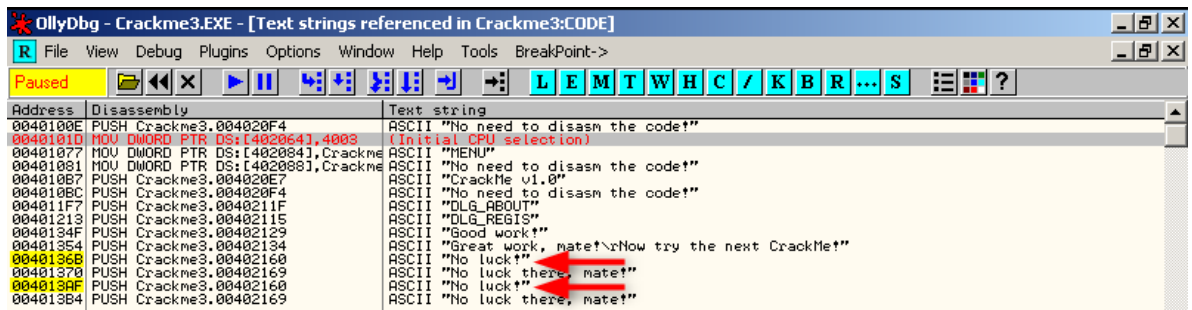 OllyDbg - Crackme3.EXE - [Text strings referenced in Crackme3:CODE]
R File View Debug Plugins Options Window Help Tools BreakPoint->
Paused L E M T W H C / K B R ... S ?
Address Disassembly Text string
0040100E PUSH Crackme3.004020F4 ASCII "No need to disasm the code!"
0040101D MOV DWORD PTR DS:[402064],4003 (Initial CPU selection)
00401077 MOV DWORD PTR DS:[402084],Crackme ASCII "MENU"
00401081 MOV DWORD PTR DS:[402088],Crackme ASCII "No need to disasm the code!"
004010B7 PUSH Crackme3.004020E7 ASCII "CrackMe v1.0"
004010BC PUSH Crackme3.004020F4 ASCII "No need to disasm the code!"
004011F7 PUSH Crackme3.0040211F ASCII "DLG_ABOUT"
00401213 PUSH Crackme3.00402115 ASCII "DLG_REGIS"
0040134F PUSH Crackme3.00402129 ASCII "Good work!"
00401354 PUSH Crackme3.00402134 ASCII "Great work, mate!\rNow try the next CrackMe!"
0040136B PUSH Crackme3.00402160 ASCII "No luck!"
00401370 PUSH Crackme3.00402169 ASCII "No luck there, mate!"
004013AF PUSH Crackme3.00402160 ASCII "No luck!"
004013B4 PUSH Crackme3.00402169 ASCII "No luck there, mate!"